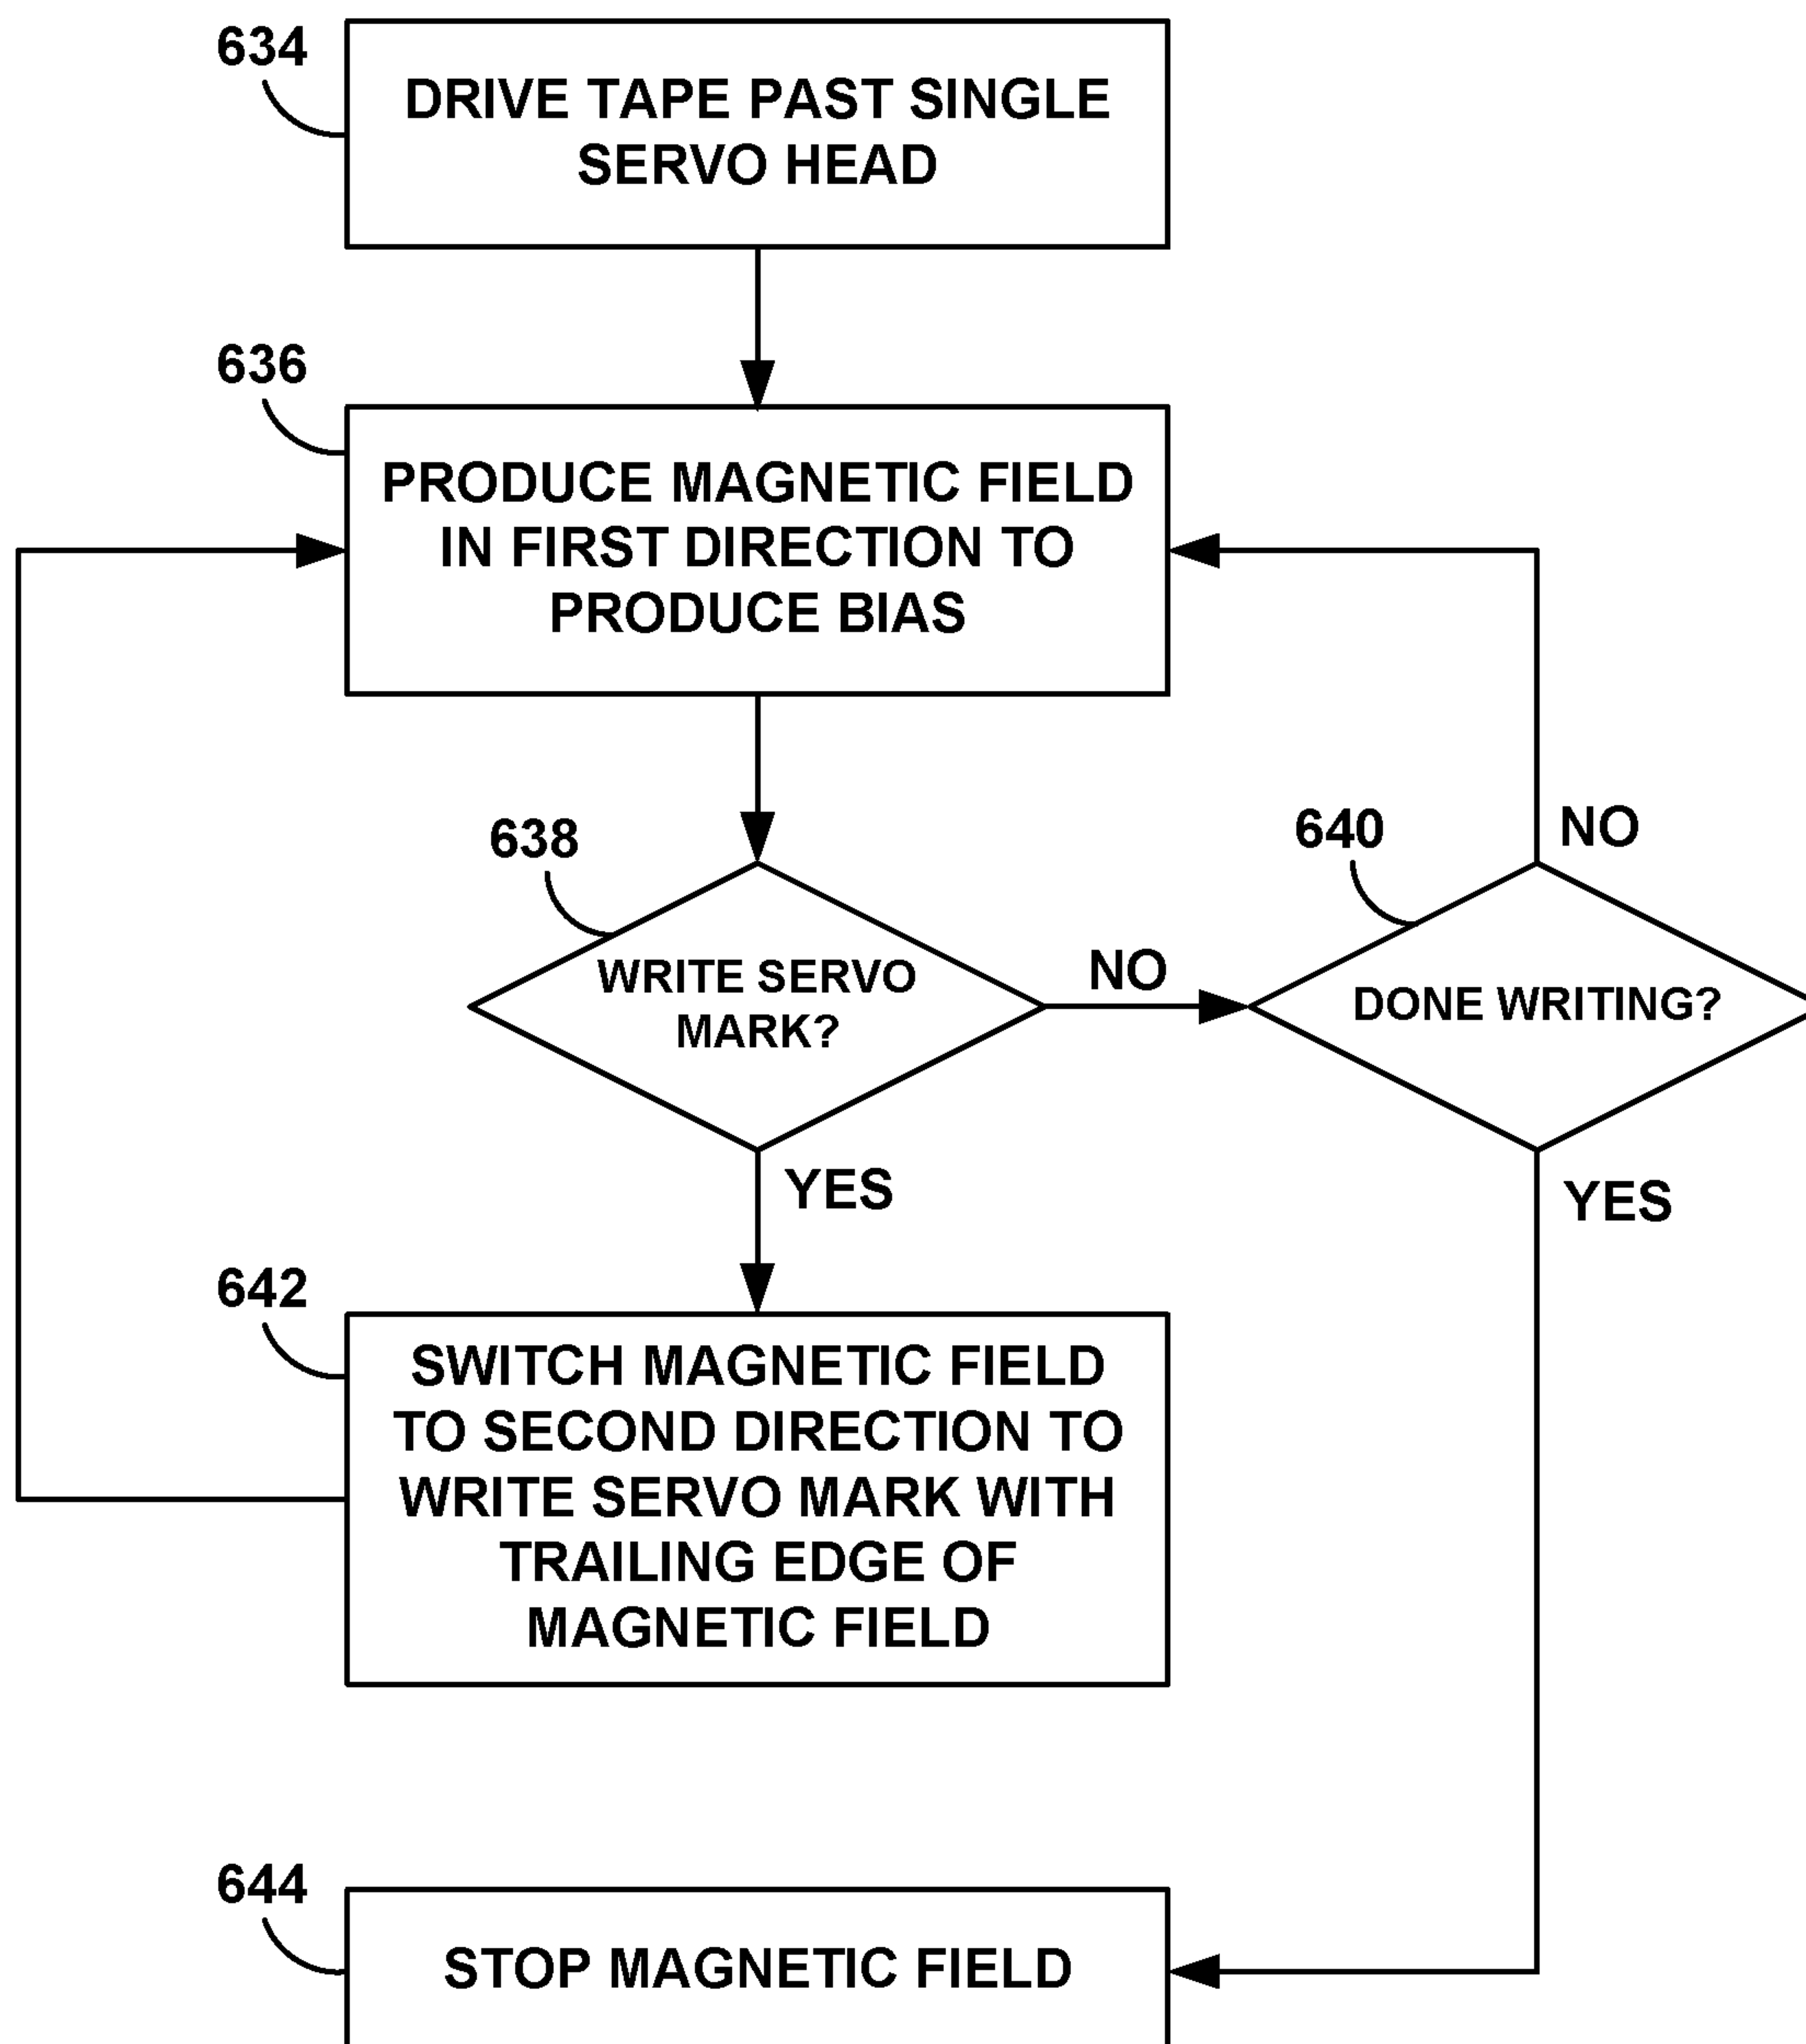 634
DRIVE TAPE PAST SINGLE
SERVO HEAD
636
PRODUCE MAGNETIC FIELD
IN FIRST DIRECTION TO
PRODUCE BIAS
638
WRITE SERVO
MARK?
NO
640
DONE WRITING?
NO
YES
YES
642
SWITCH MAGNETIC FIELD
TO SECOND DIRECTION TO
WRITE SERVO MARK WITH
TRAILING EDGE OF
MAGNETIC FIELD
644
STOP MAGNETIC FIELD